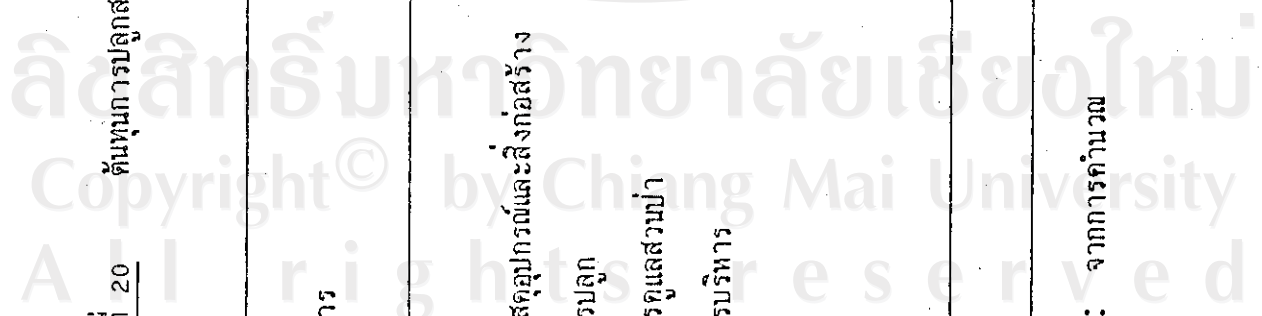 20 ต้นทุนการปลูก
าร
สดุอุปกรณ์และสิ่งก่อสร้าง
รปลูก
รดูแลสวนป่า
รบริหาร
: จากการคำนวณ
ลิขสิทธิ์มหาวิทยาลัยเชียงใหม่
Copyright© by Chiang Mai University
All rights reserved